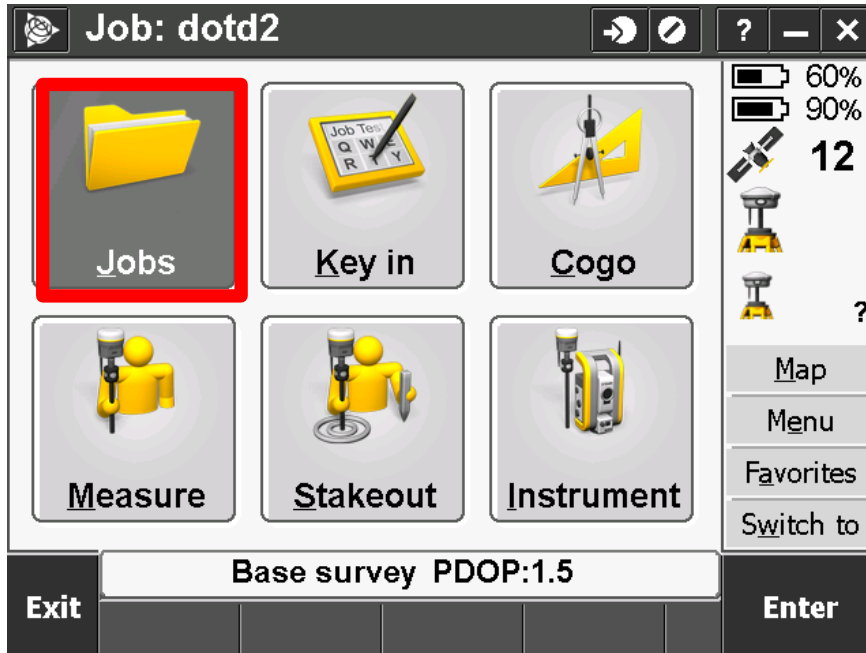 Job: dotd2
?
60%
90%
12
?
Jobs
Key in
Cogo
Map
Menu
Measure
Stakeout
Instrument
Favorites
Switch to
Base survey PDOP:1.5
Exit
Enter